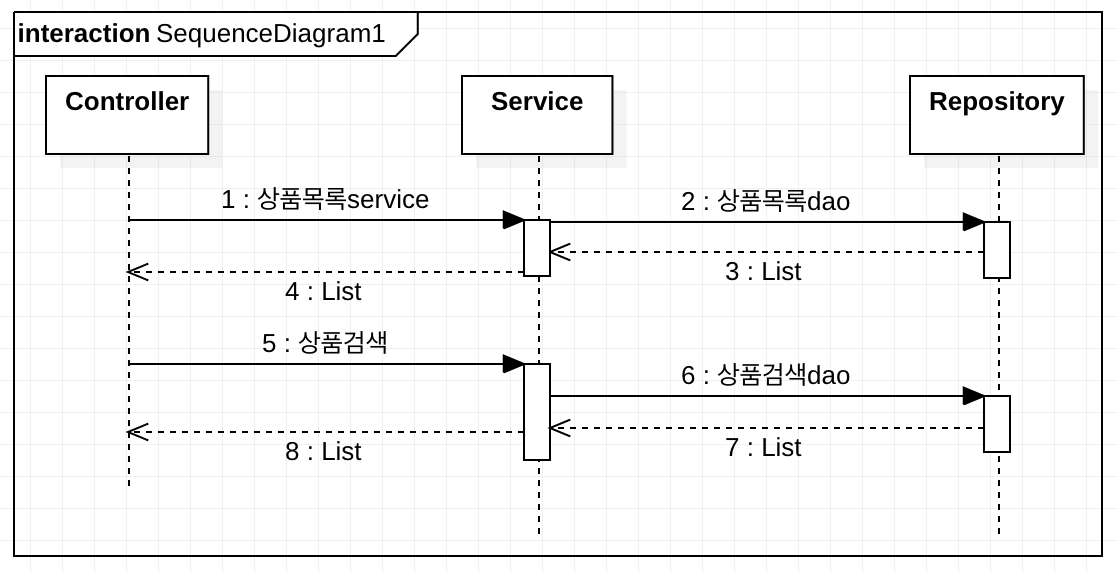 interaction SequenceDiagram1
Controller
Service
Repository
1 : 상품목록service
2 : 상품목록dao
3 : List
4 : List
5 : 상품검색
6 : 상품검색dao
7 : List
8 : List